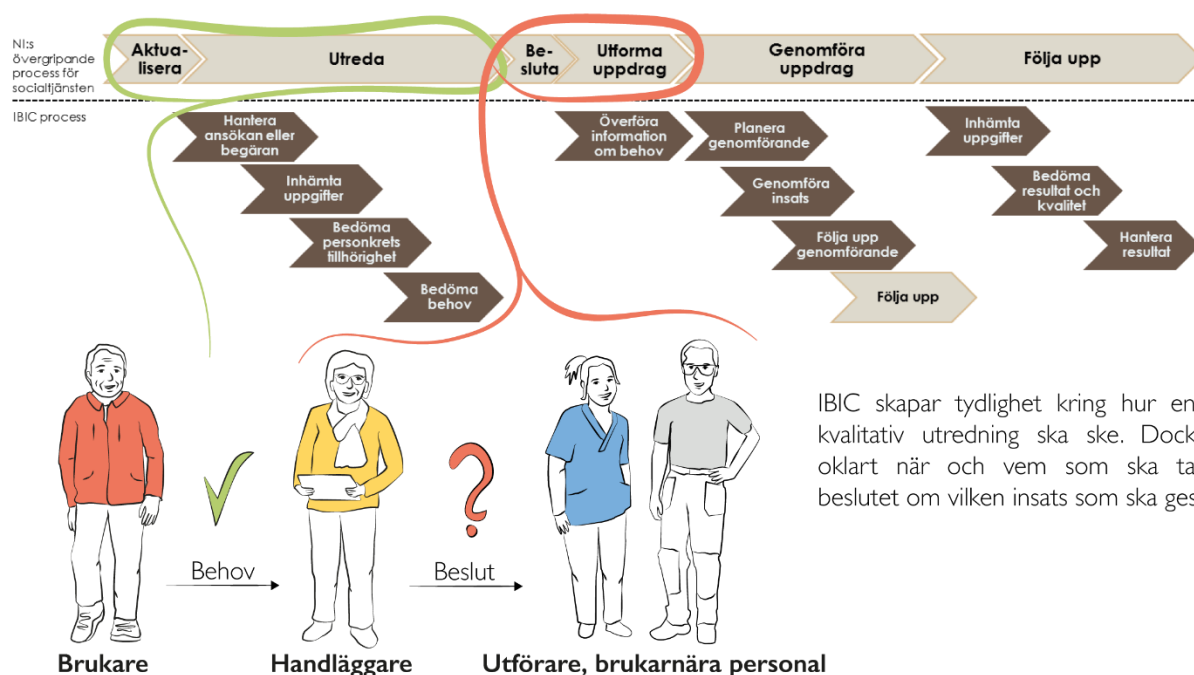 NI:s
övergripande
process för
socialtjänsten
Aktua-
lisera
Utreda
Be-
sluta
Utforma
uppdrag
Genomföra
uppdrag
Följa upp
IBIC process
Hantera
ansökan eller
begäran
Inhämta
uppgifter
Bedöma
personkrets
tillhörighet
Bedöma
behov
Överföra
information
om behov
Planera
genomförande
Genomföra
insats
Följa upp
genomförande
Följa upp
Inhämta
uppgifter
Bedöma
resultat och
kvalitet
Hantera
resultat
IBIC skapar tydlighet kring hur en
kvalitativ utredning ska ske. Dock
oklart när och vem som ska ta
beslutet om vilken insats som ska ges
?
Behov
Beslut
Brukare
Handläggare
Utförare, brukarnära personal